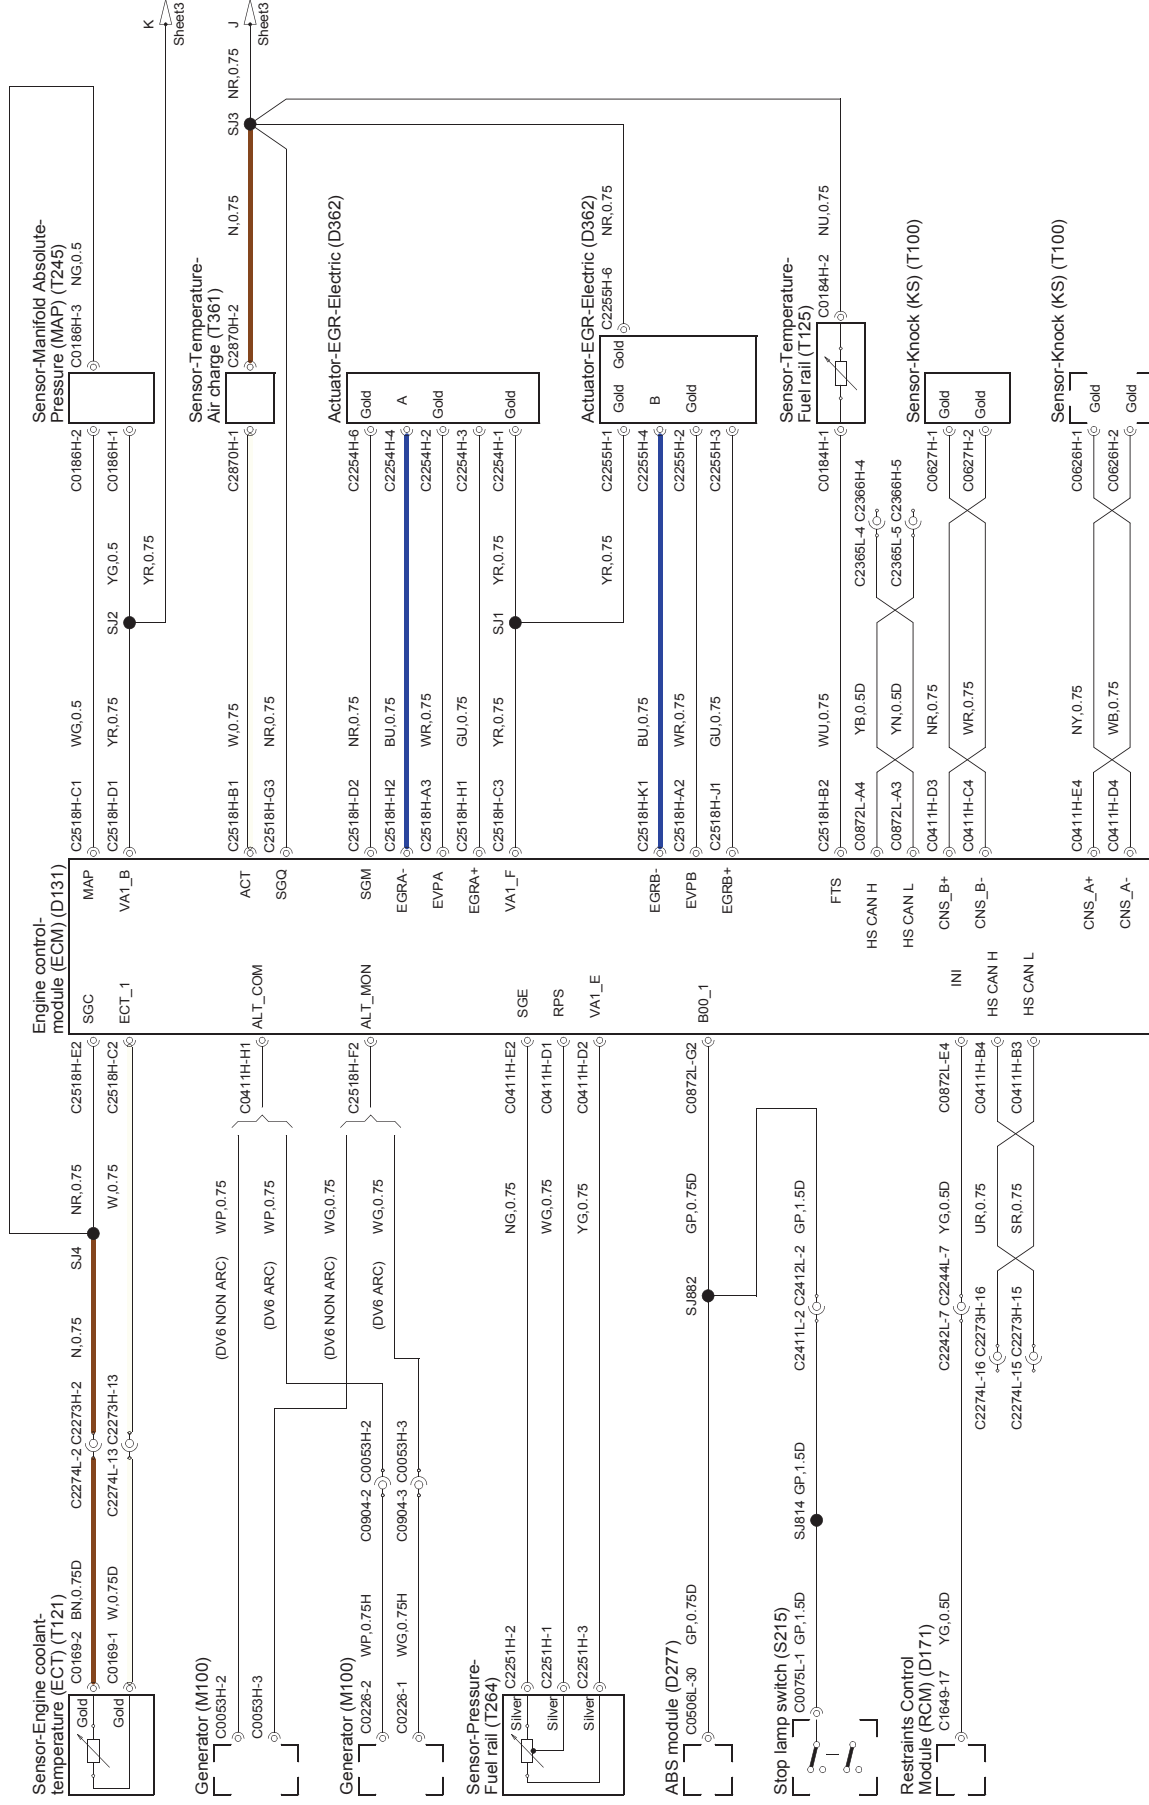 K
Sheet3
J
Sheet3
NR,0.75
SJ3
N,0.75
Sensor-Manifold Absolute-
Pressure (MAP) (T245)
C0186H-3 NG,0.5
C0186H-2
C0186H-1
YG,0.5
YR,0.75
SJ2
WG,0.5
YR,0.75
C2518H-C1
C2518H-D1
Sensor-Temperature-
Air charge (T361)
C2870H-2
C2870H-1
W,0.75
NR,0.75
C2518H-B1
C2518H-G3
Actuator-EGR-Electric (D362)
Gold
A
Gold
Gold
C2254H-6
C2254H-4
C2254H-2
C2254H-3
C2254H-1
YR,0.75
SJ1
NR,0.75
BU,0.75
WR,0.75
GU,0.75
YR,0.75
C2518H-D2
C2518H-H2
C2518H-A3
C2518H-H1
C2518H-C3
Actuator-EGR-Electric (D362)
C2255H-6 NR,0.75
Gold
Gold
B
Gold
C2255H-1
C2255H-4
C2255H-2
C2255H-3
YR,0.75
BU,0.75
WR,0.75
GU,0.75
C2518H-K1
C2518H-A2
C2518H-J1
Sensor-Temperature-
Fuel rail (T125)
C0184H-2 NU,0.75
C0184H-1
WU,0.75
C2518H-B2
C2365L-4 C2366H-4
C2365L-5 C2366H-5
YB,0.5D
YN,0.5D
C0872L-A4
C0872L-A3
Sensor-Knock (KS) (T100)
Gold
Gold
C0627H-1
C0627H-2
NR,0.75
WR,0.75
C0411H-D3
C0411H-C4
Sensor-Knock (KS) (T100)
Gold
Gold
C0626H-1
C0626H-2
NY,0.75
WB,0.75
C0411H-E4
C0411H-D4
Engine control-
module (ECM) (D131)
MAP
VA1_B
ACT
SGQ
SGM
EGRA-
EVPA
EGRA+
VA1_F
EGRB-
EVPB
EGRB+
FTS
HS CAN H
HS CAN L
CNS_B+
CNS_B-
CNS_A+
CNS_A-
SGC
ECT_1
ALT_COM
ALT_MON
SGE
RPS
VA1_E
B00_1
INI
HS CAN H
HS CAN L
C2518H-E2
C2518H-C2
C0411H-H1
C2518H-F2
C0411H-E2
C0411H-D1
C0411H-D2
C0872L-G2
C0872L-E4
C0411H-B4
C0411H-B3
NR,0.75
W,0.75
SJ4
N,0.75
C2274L-2 C2273H-2
C2274L-13 C2273H-13
Sensor-Engine coolant-
temperature (ECT) (T121)
C0169-2 BN,0.75D
C0169-1 W,0.75D
Gold
Gold
WP,0.75
WP,0.75
WG,0.75
WG,0.75
(DV6 NON ARC)
(DV6 ARC)
(DV6 NON ARC)
(DV6 ARC)
Generator (M100)
C0053H-2
C0053H-3
C0904-2 C0053H-2
C0904-3 C0053H-3
Generator (M100)
C0226-2 WP,0.75H
C0226-1 WG,0.75H
NG,0.75
WG,0.75
YG,0.75
Sensor-Pressure-
Fuel rail (T264)
C2251H-2
C2251H-1
C2251H-3
Silver
Silver
Silver
GP,0.75D
SJ882
ABS module (D277)
C0506L-30 GP,0.75D
C2411L-2 C2412L-2 GP,1.5D
SJ814 GP,1.5D
Stop lamp switch (S215)
C0075L-1 GP,1.5D
C2242L-7 C2244L-7 YG,0.5D
Restraints Control
Module (RCM) (D171)
C1649-17 YG,0.5D
UR,0.75
SR,0.75
C2274L-16 C2273H-16
C2274L-15 C2273H-15